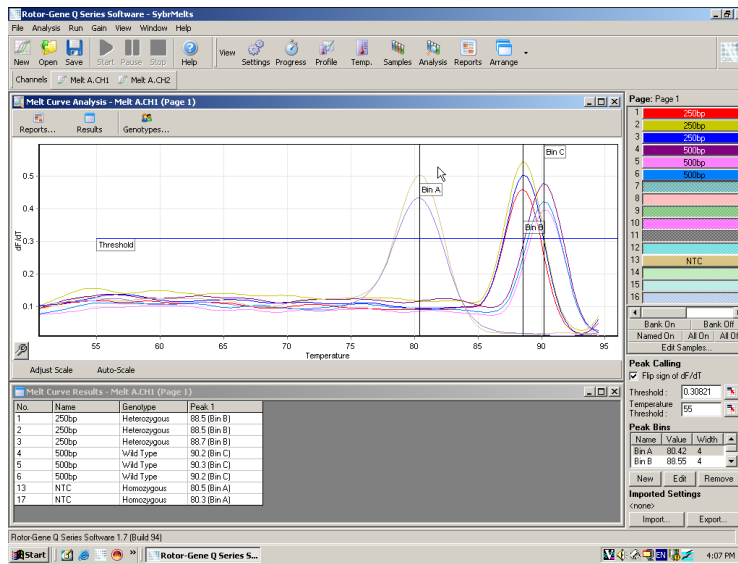 Rotor-Gene Q Series Software - SybrMelts
File Analysis Run Gain View Window Help
New Open Save Start Pause Stop Help View Settings Progress Profile Temp. Samples Analysis Reports Arrange
Channels Melt A.CH1 Melt A.CH2
Melt Curve Analysis - Melt A.CH1 (Page 1)
Reports... Results Genotypes...
Bin C
Bin A
Bin B
Threshold
dF/dT
0.5
0.4
0.3
0.2
0.1
55 60 65 70 75 80 85 90 95
Temperature
Adjust Scale Auto-Scale
Melt Curve Results - Melt A.CH1 (Page 1)
No. Name Genotype Peak 1
1 250bp Heterozygous 88.5 (Bin B)
2 250bp Heterozygous 88.5 (Bin B)
3 250bp Heterozygous 88.7 (Bin B)
4 500bp Wild Type 90.2 (Bin C)
5 500bp Wild Type 90.3 (Bin C)
6 500bp Wild Type 90.2 (Bin C)
13 NTC Homozygous 80.5 (Bin A)
17 NTC Homozygous 80.3 (Bin A)
Page: Page 1
1 250bp
2 250bp
3 250bp
4 500bp
5 500bp
6 500bp
7
8
9
10
11
12
13 NTC
14
15
16
Bank On Bank Off
Named On All On All Of
Edit Samples...
Peak Calling
Flip sign of dF/dT
Threshold : 0.30821
Temperature
Threshold : 55
Peak Bins
Name Value Width
Bin A 80.42 4
Bin B 88.55 4
New Edit Remove
Imported Settings
<none>
Import... Export...
Rotor-Gene Q Series Software 1.7 (Build 94)
Start » Rotor-Gene Q Series S... EN 4:07 PM